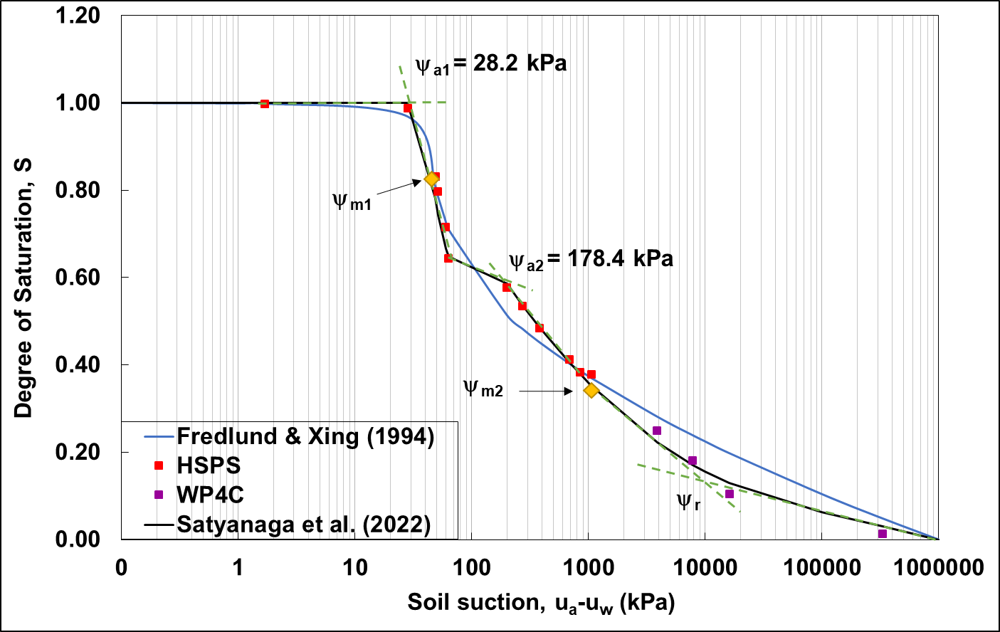 1.20
ψa1 = 28.2 kPa
1.00
0.80
ψm1
0.60
ψa2 = 178.4 kPa
0.40
ψm2
0.20
0.00
Degree of Saturation, S
Fredlund & Xing (1994)
HSPS
WP4C
Satyanaga et al. (2022)
ψr
0 1 10 100 1000 10000 100000 1000000
Soil suction, ua-uw (kPa)